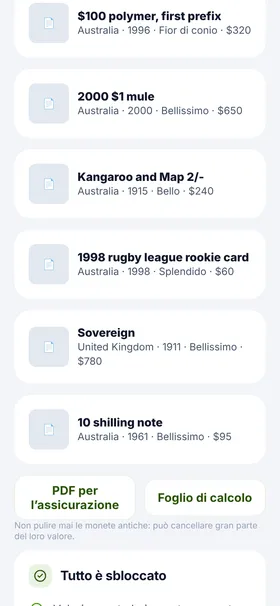 $100 polymer, first prefix
Australia · 1996 · Fior di conio · $320
2000 $1 mule
Australia · 2000 · Bellissimo · $650
Kangaroo and Map 2/-
Australia · 1915 · Bello · $240
1998 rugby league rookie card
Australia · 1998 · Splendido · $60
Sovereign
United Kingdom · 1911 · Bellissimo ·
$780
10 shilling note
Australia · 1961 · Bellissimo · $95
PDF per
l’assicurazione
Foglio di calcolo
Non pulire mai le monete antiche: può cancellare gran parte
del loro valore.
Tutto è sbloccato